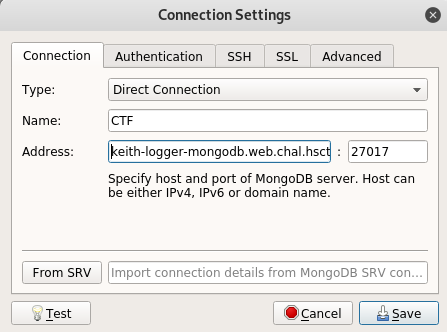 Connection Settings
Connection Authentication SSH SSL Advanced
Type: Direct Connection
Name: CTF
Address: keith-logger-mongodb.web.chal.hsct : 27017
Specify host and port of MongoDB server. Host can
be either IPv4, IPv6 or domain name.
From SRV Import connection details from MongoDB SRV con...
Test Cancel Save